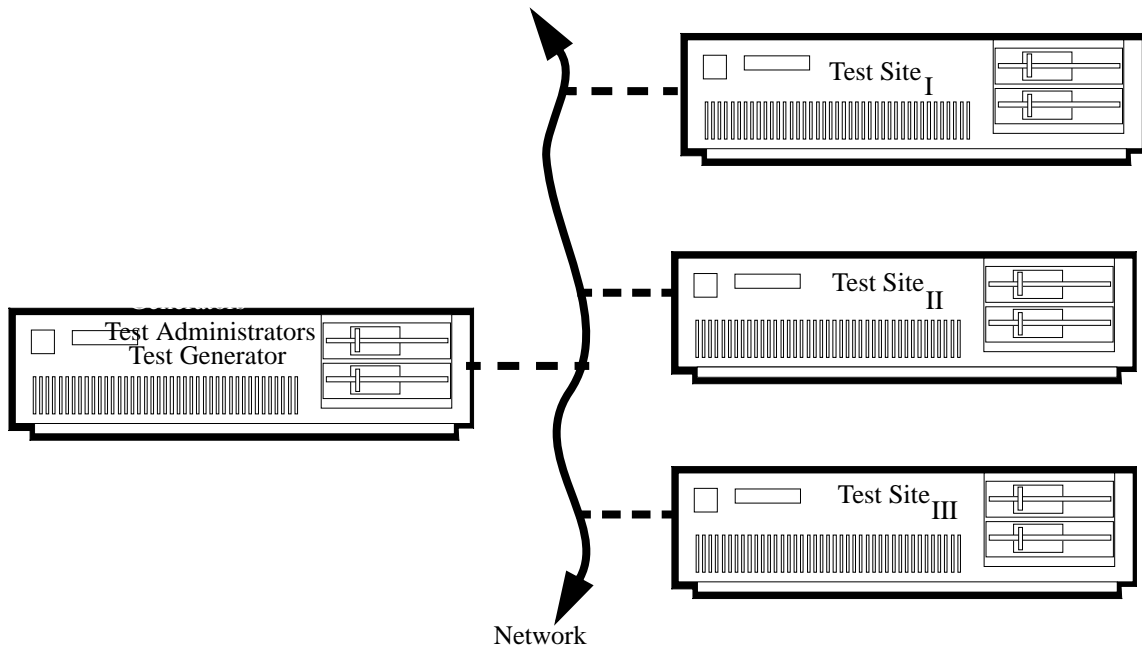 Test Site I
Test Site II
Test Administrators
Test Generator
Test Site III
Network